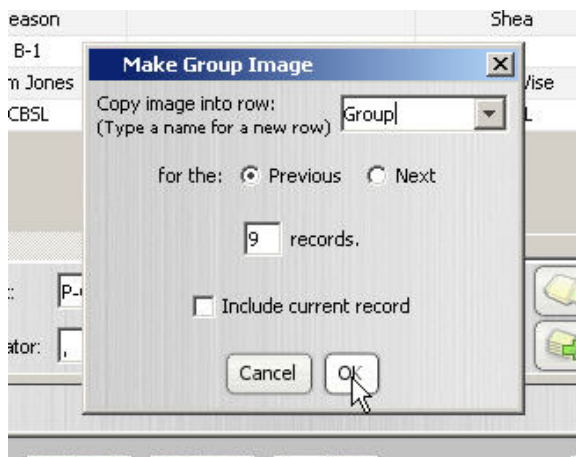 eason Shea
B-1
Make Group Image
m Jones
CBSL
Copy image into row:
(Type a name for a new row)
Group
for the: Previous Next
9 records.
Include current record
ator: ,
Cancel OK